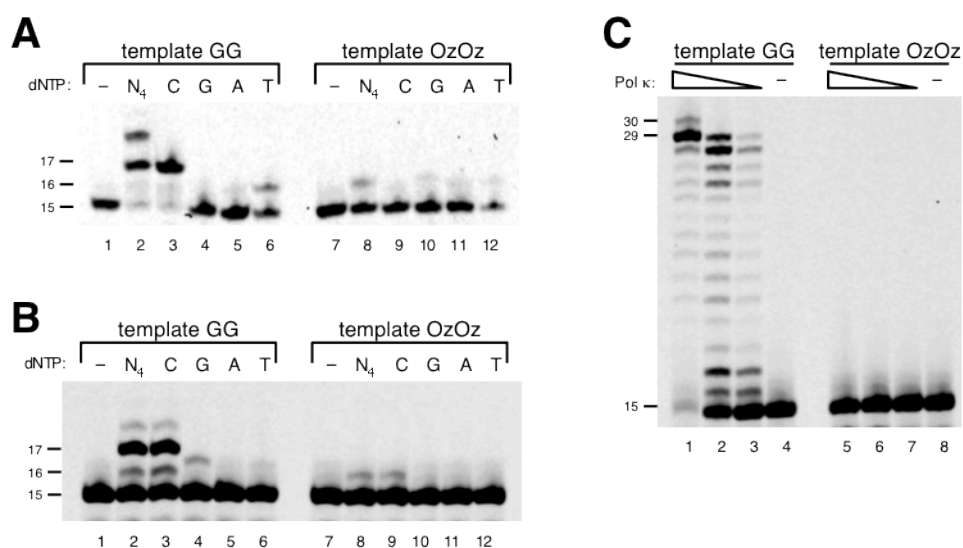 A
template GG template OzOz
dNTP: – N4 C G A T – N4 C G A T
17
16
15
1 2 3 4 5 6 7 8 9 10 11 12
B
template GG template OzOz
dNTP: – N4 C G A T – N4 C G A T
17
16
15
1 2 3 4 5 6 7 8 9 10 11 12
C
template GG template OzOz
Pol κ: – –
30
29
15
1 2 3 4 5 6 7 8